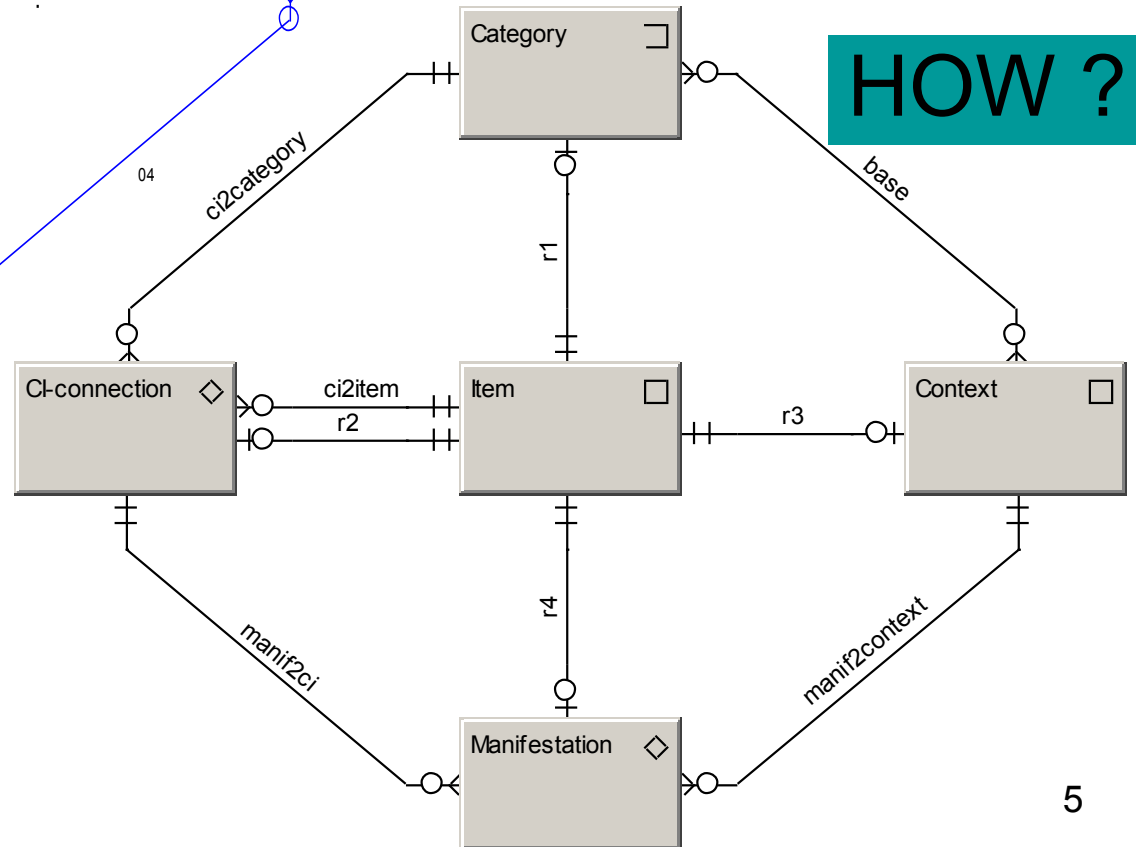 Category
HOW ?
04
ci2category
base
r1
CI-connection
ci2item
r2
Item
r3
Context
r4
manif2ci
manif2context
Manifestation
5